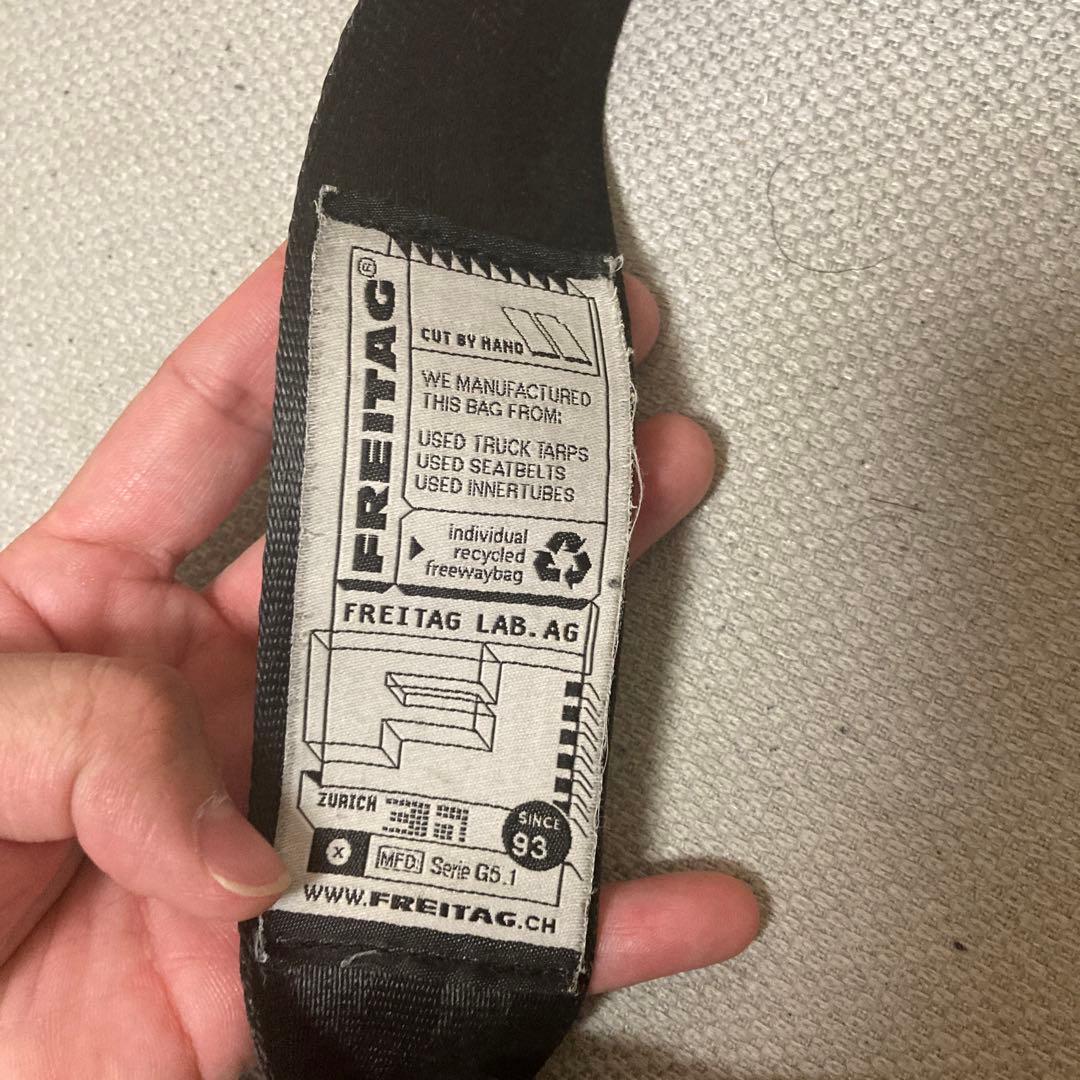 FREITAG®
CUT BY HAND
WE MANUFACTURED
THIS BAG FROM:
USED TRUCK TARPS
USED SEATBELTS
USED INNERTUBES
individual
recycled
freewaybag
FREITAG LAB. AG
ZÜRICH
SINCE
93
X
MFD: Serie G5.1
WWW.FREITAG.CH